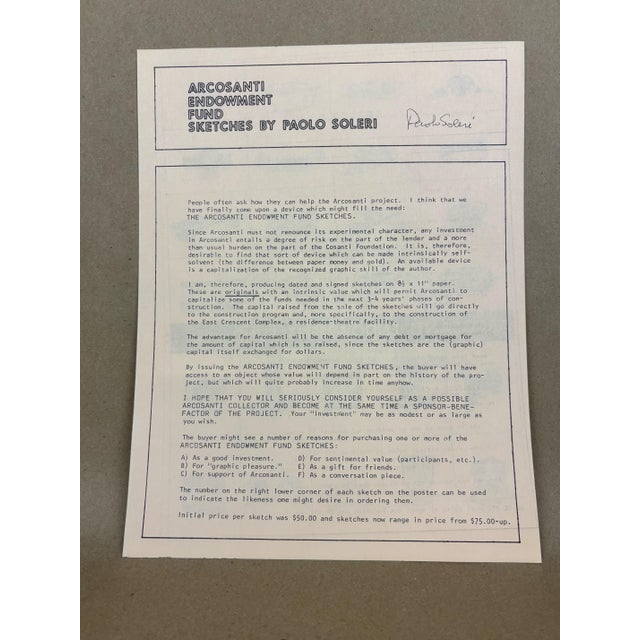 ARCOSANTI
ENDOWMENT
FUND
SKETCHES BY PAOLO SOLERI
Paolo Soleri
People often ask how they can help the Arcosanti project. I think that we
have finally come upon a device which might fill the need:
THE ARCOSANTI ENDOWMENT FUND SKETCHES.
Since Arcosanti must not renounce its experimental character, any investment
in Arcosanti entails a degree of risk on the part of the lender and a more
than usual burden on the part of the Cosanti Foundation. It is, therefore,
desirable to find that sort of device which can be made intrinsically self-
solvent (the difference between paper money and gold). An available device
is a capitalization of the recognized graphic skill of the author.
I am, therefore, producing dated and signed sketches on 8½ x 11" paper.
These are originals with an intrinsic value which will permit Arcosanti to
capitalize some of the funds needed in the next 3-4 years' phases of con-
struction. The capital raised from the sale of the sketches will go directly
to the construction program and, more specifically, to the construction of
the East Crescent Complex, a residence-theatre facility.
The advantage for Arcosanti will be the absence of any debt or mortgage for
the amount of capital which is so raised, since the sketches are the (graphic)
capital itself exchanged for dollars.
By issuing the ARCOSANTI ENDOWMENT FUND SKETCHES, the buyer will have
access to an object whose value will depend in part on the history of the pro-
ject, but which will quite probably increase in time anyhow.
I HOPE THAT YOU WILL SERIOUSLY CONSIDER YOURSELF AS A POSSIBLE
ARCOSANTI COLLECTOR AND BECOME AT THE SAME TIME A SPONSOR-BENE-
FACTOR OF THE PROJECT. Your "investment" may be as modest or as large as
you wish.
The buyer might see a number of reasons for purchasing one or more of the
ARCOSANTI ENDOWMENT FUND SKETCHES:
A) As a good investment. D) For sentimental value (participants, etc.).
B) For "graphic pleasure." E) As a gift for friends.
C) For support of Arcosanti. F) As a conversation piece.
The number on the right lower corner of each sketch on the poster can be used
to indicate the likeness one might desire in ordering them.
Initial price per sketch was $50.00 and sketches now range in price from $75.00-up.